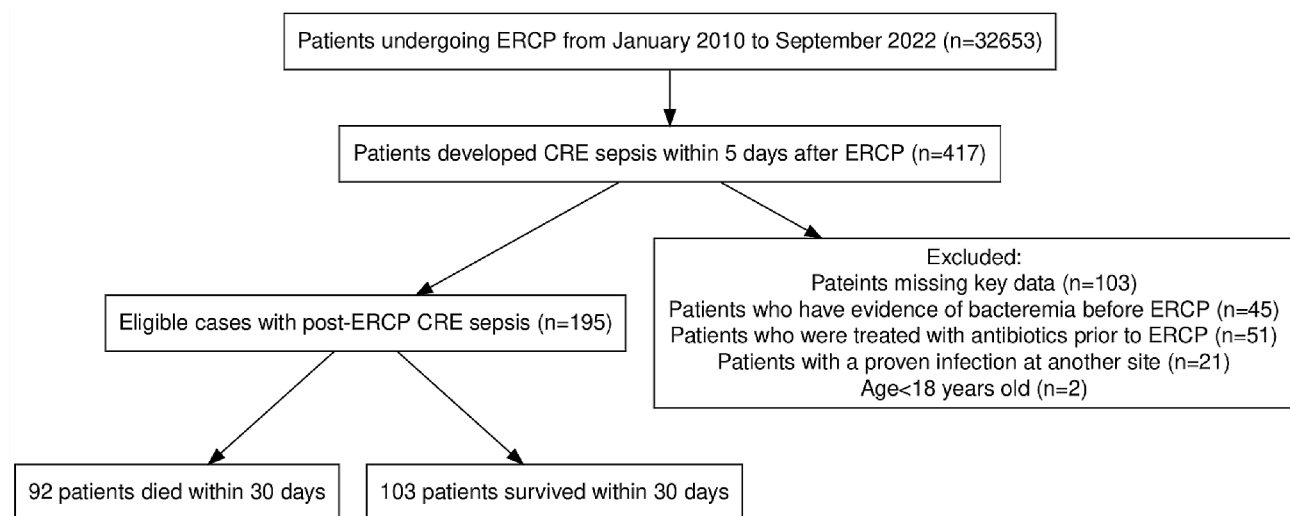 Patients undergoing ERCP from January 2010 to September 2022 (n=32653)
Patients developed CRE sepsis within 5 days after ERCP (n=417)
Excluded:
Pateints missing key data (n=103)
Patients who have evidence of bacteremia before ERCP (n=45)
Patients who were treated with antibiotics prior to ERCP (n=51)
Patients with a proven infection at another site (n=21)
Age<18 years old (n=2)
Eligible cases with post-ERCP CRE sepsis (n=195)
92 patients died within 30 days
103 patients survived within 30 days